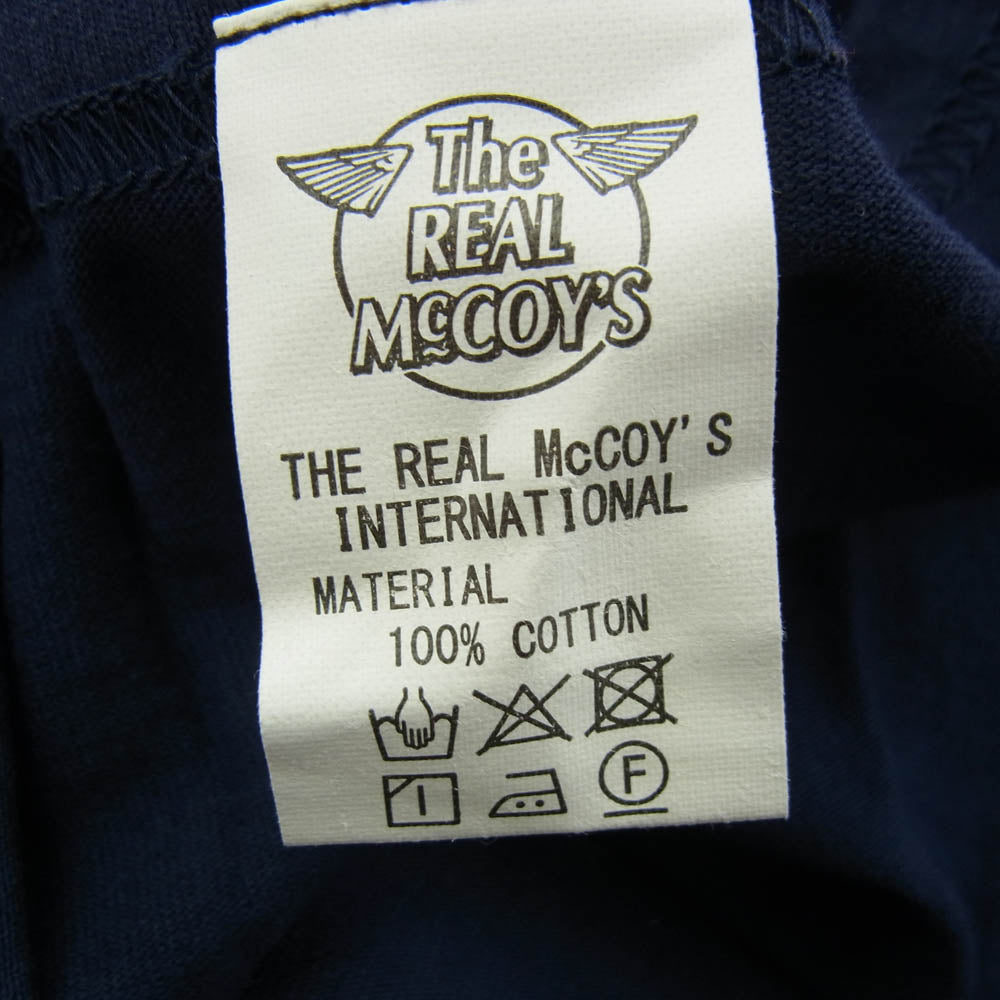 The
REAL
McCOY'S
THE REAL McCOY'S
INTERNATIONAL
MATERIAL
100% COTTON
F